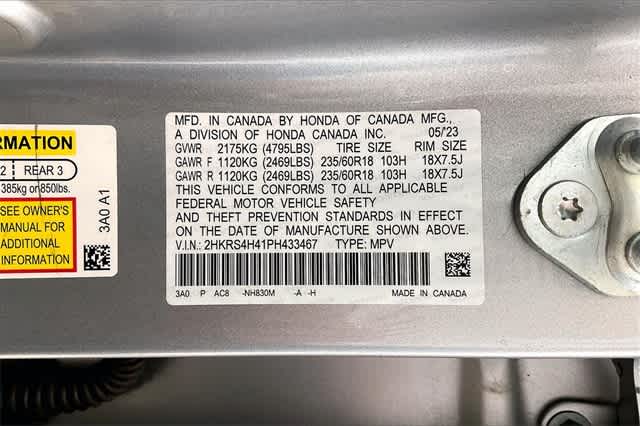 MFD. IN CANADA BY HONDA OF CANADA MFG.,
A DIVISION OF HONDA CANADA INC. 05/'23
GVWR 2175KG (4795LBS) TIRE SIZE RIM SIZE
GAWR F 1120KG (2469LBS) 235/60R18 103H 18X7.5J
GAWR R 1120KG (2469LBS) 235/60R18 103H 18X7.5J
THIS VEHICLE CONFORMS TO ALL APPLICABLE
FEDERAL MOTOR VEHICLE SAFETY
AND THEFT PREVENTION STANDARDS IN EFFECT
ON THE DATE OF MANUFACTURE SHOWN ABOVE.
V.I.N.: 2HKRS4H41PH433467 TYPE: MPV
3A0 P AC8 -NH830M -A -H MADE IN CANADA
RMATION
2 REAR 3
385kg or 850lbs.
SEE OWNER'S
MANUAL FOR
ADDITIONAL
INFORMATION
3A0 A1